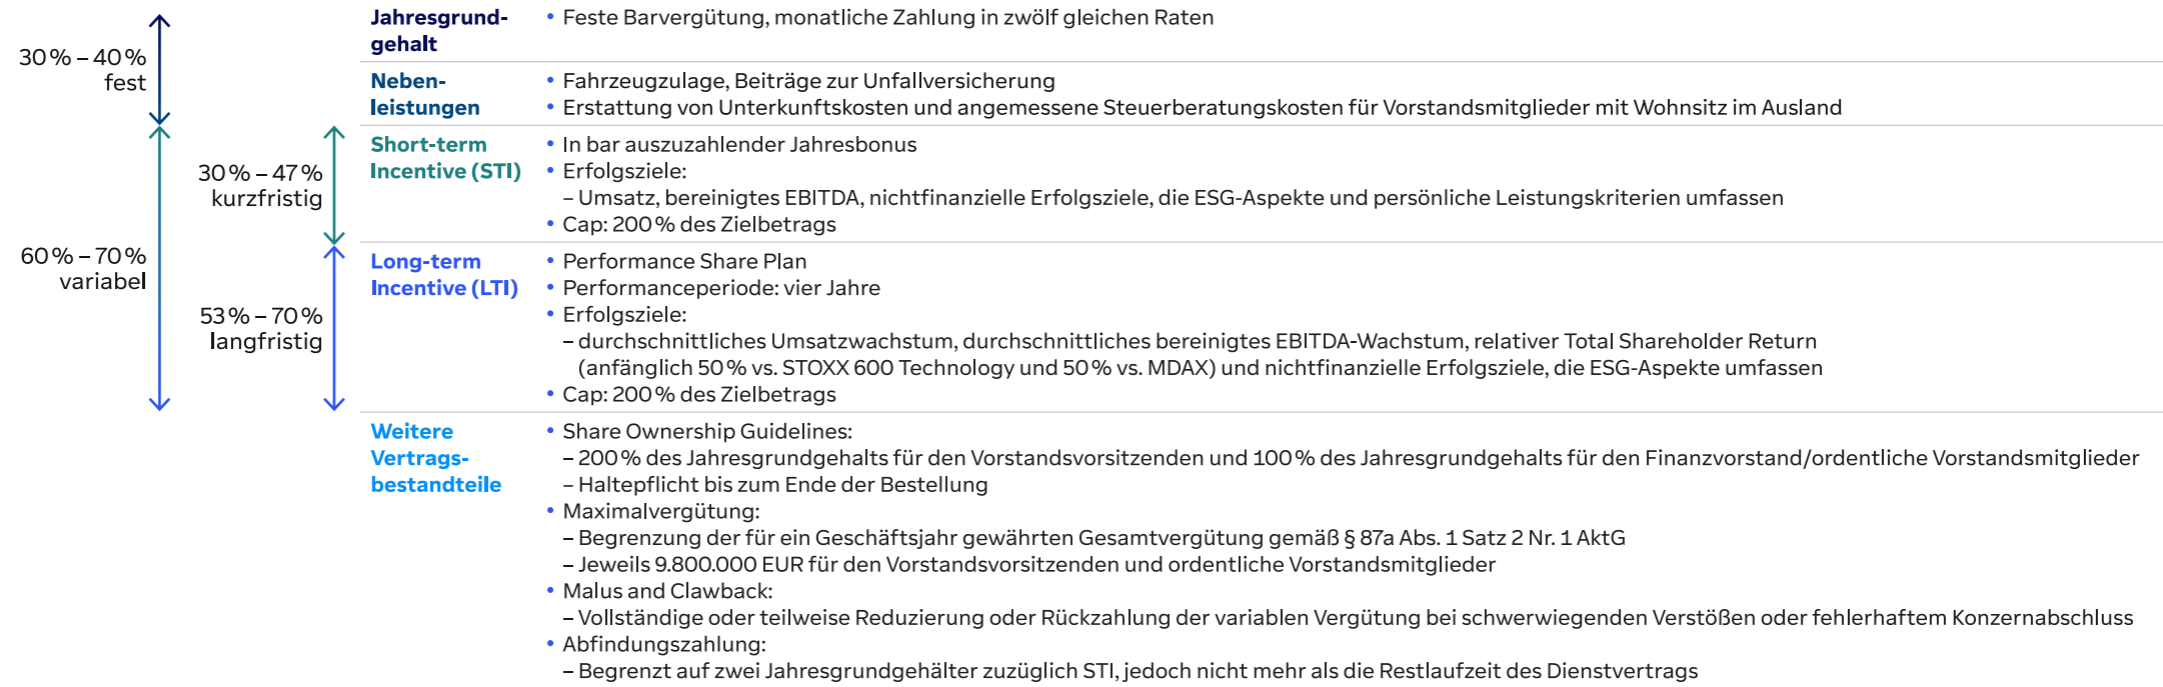 30 % – 40 %
fest
60 % – 70 %
variabel
30 % – 47 %
kurzfristig
53 % – 70 %
langfristig
Jahresgrund-
gehalt
• Feste Barvergütung, monatliche Zahlung in zwölf gleichen Raten
Neben-
leistungen
• Fahrzeugzulage, Beiträge zur Unfallversicherung
• Erstattung von Unterkunftskosten und angemessene Steuerberatungskosten für Vorstandsmitglieder mit Wohnsitz im Ausland
Short-term
Incentive (STI)
• In bar auszuzahlender Jahresbonus
• Erfolgsziele:
– Umsatz, bereinigtes EBITDA, nichtfinanzielle Erfolgsziele, die ESG-Aspekte und persönliche Leistungskriterien umfassen
• Cap: 200 % des Zielbetrags
Long-term
Incentive (LTI)
• Performance Share Plan
• Performanceperiode: vier Jahre
• Erfolgsziele:
– durchschnittliches Umsatzwachstum, durchschnittliches bereinigtes EBITDA-Wachstum, relativer Total Shareholder Return
(anfänglich 50 % vs. STOXX 600 Technology und 50 % vs. MDAX) und nichtfinanzielle Erfolgsziele, die ESG-Aspekte umfassen
• Cap: 200 % des Zielbetrags
Weitere
Vertrags-
bestandteile
• Share Ownership Guidelines:
– 200 % des Jahresgrundgehalts für den Vorstandsvorsitzenden und 100 % des Jahresgrundgehalts für den Finanzvorstand/ordentliche Vorstandsmitglieder
– Haltepflicht bis zum Ende der Bestellung
• Maximalvergütung:
– Begrenzung der für ein Geschäftsjahr gewährten Gesamtvergütung gemäß § 87a Abs. 1 Satz 2 Nr. 1 AktG
– Jeweils 9.800.000 EUR für den Vorstandsvorsitzenden und ordentliche Vorstandsmitglieder
• Malus and Clawback:
– Vollständige oder teilweise Reduzierung oder Rückzahlung der variablen Vergütung bei schwerwiegenden Verstößen oder fehlerhaftem Konzernabschluss
• Abfindungszahlung:
– Begrenzt auf zwei Jahresgrundgehälter zuzüglich STI, jedoch nicht mehr als die Restlaufzeit des Dienstvertrags